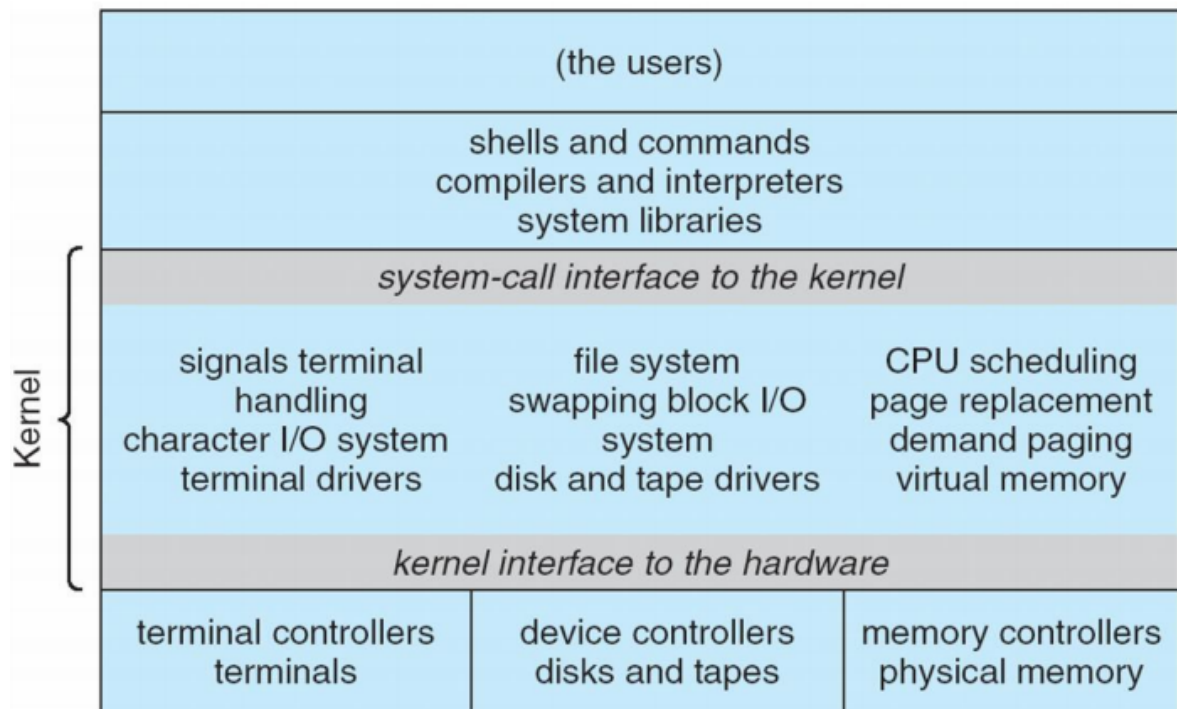 (the users)
shells and commands
compilers and interpreters
system libraries
Kernel
system-call interface to the kernel
signals terminal
handling
character I/O system
terminal drivers
file system
swapping block I/O
system
disk and tape drivers
CPU scheduling
page replacement
demand paging
virtual memory
kernel interface to the hardware
terminal controllers
terminals
device controllers
disks and tapes
memory controllers
physical memory